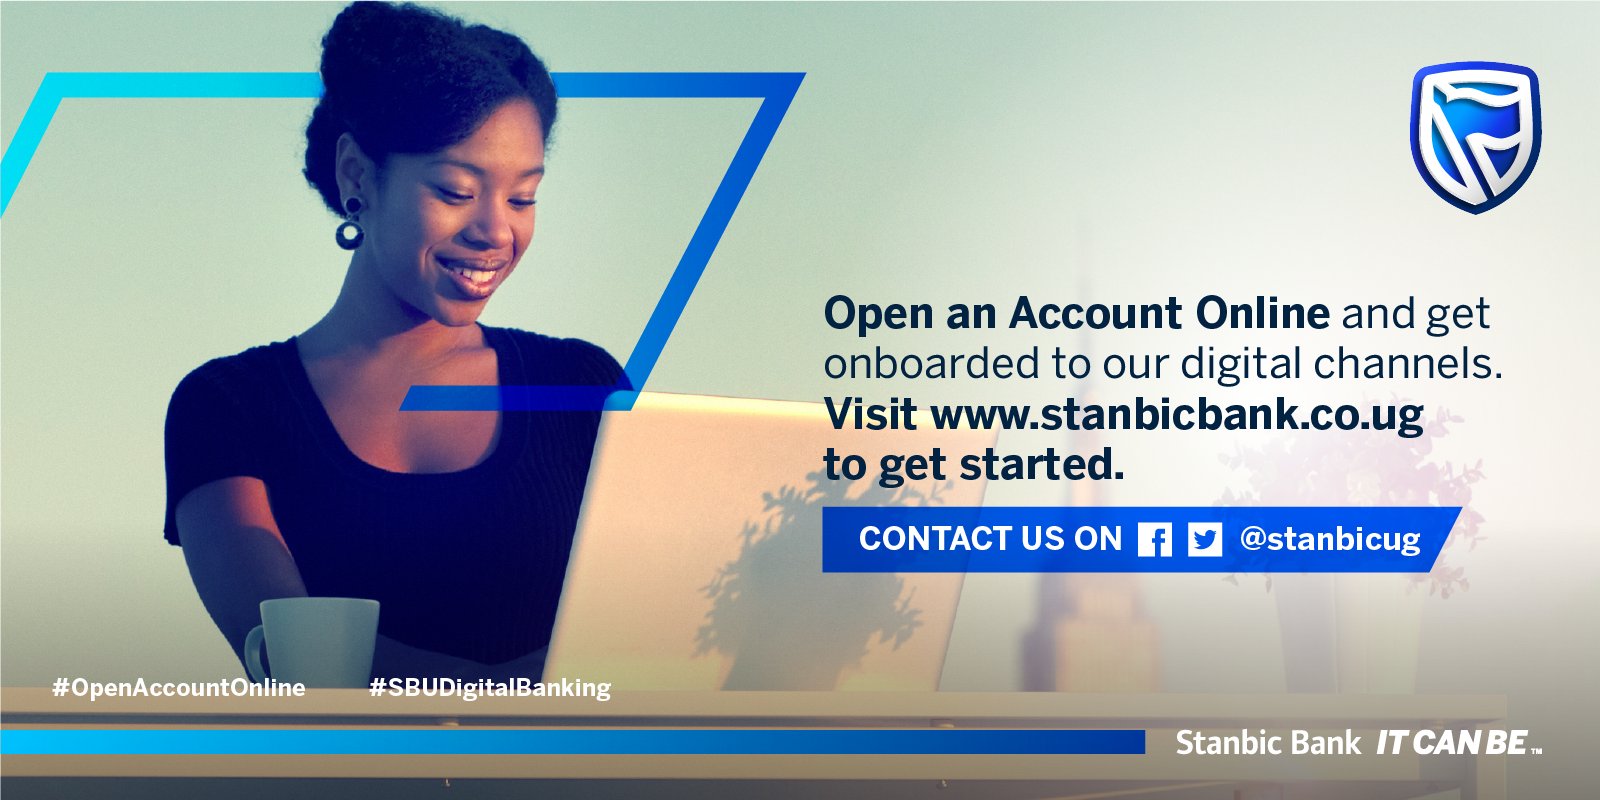 Open an Account Online and get
onboarded to our digital channels.
Visit www.stanbicbank.co.ug
to get started.
CONTACT US ON @stanbicug
#OpenAccountOnline #SBUDigitalBanking
Stanbic Bank IT CAN BE™